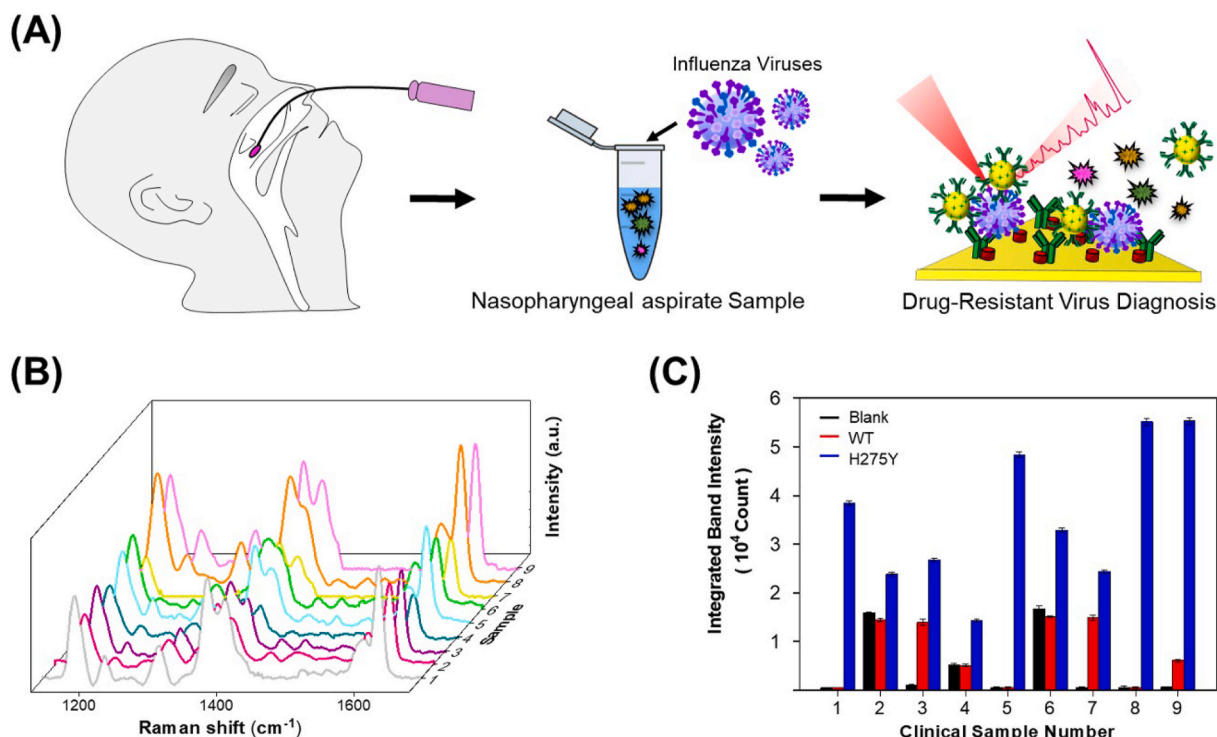 (A)
Influenza Viruses
Nasopharyngeal aspirate Sample
Drug-Resistant Virus Diagnosis
(B)
Intensity (a.u.)
9
8
7
6
5
4
3
2
1
Sample
1200
1400
1600
Raman shift (cm⁻¹)
(C)
Integrated Band Intensity
( 10⁴ Count )
6
5
4
3
2
1
Blank
WT
H275Y
1 2 3 4 5 6 7 8 9
Clinical Sample Number